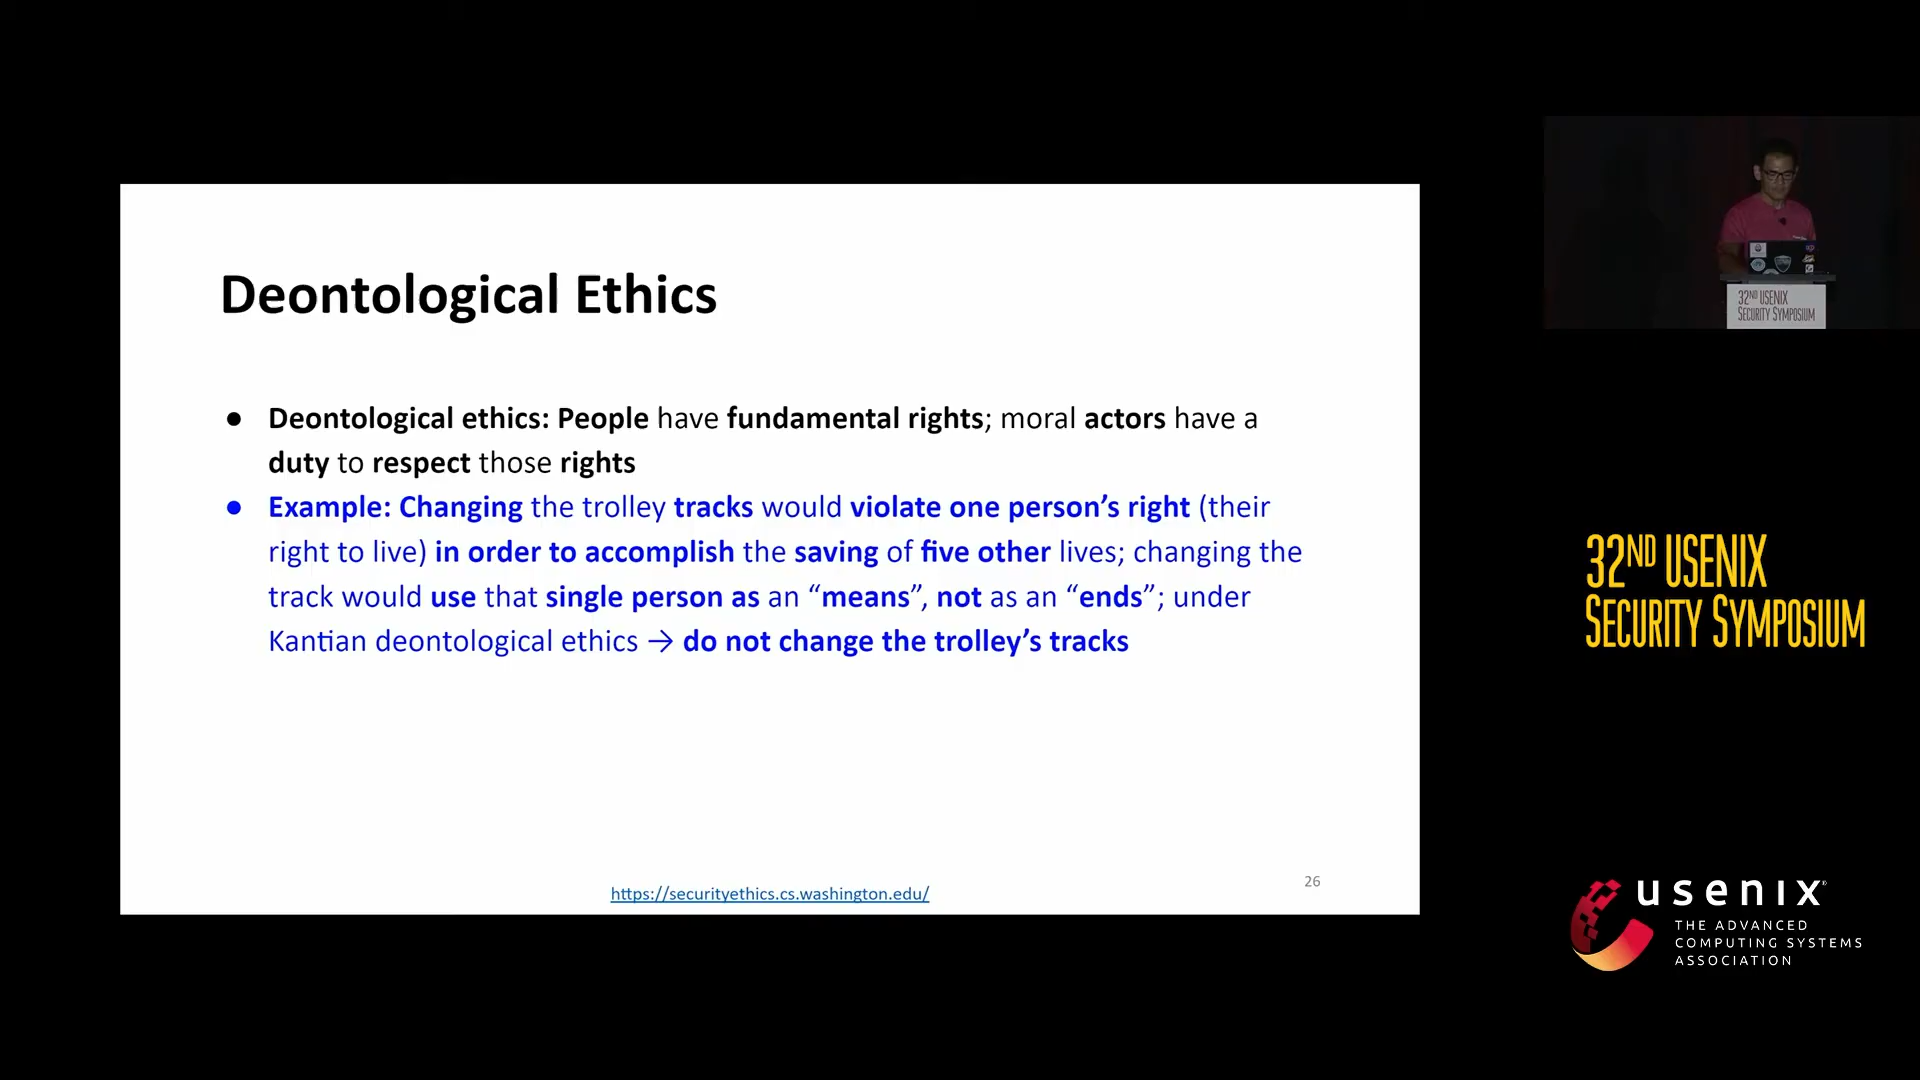 Deontological Ethics
● Deontological ethics: People have fundamental rights; moral actors have a
duty to respect those rights
● Example: Changing the trolley tracks would violate one person’s right (their
right to live) in order to accomplish the saving of five other lives; changing the
track would use that single person as an “means”, not as an “ends”; under
Kantian deontological ethics → do not change the trolley’s tracks
https://securityethics.cs.washington.edu/
26
32ND USENIX
SECURITY SYMPOSIUM
32ND USENIX
SECURITY SYMPOSIUM
usenix®
THE ADVANCED
COMPUTING SYSTEMS
ASSOCIATION